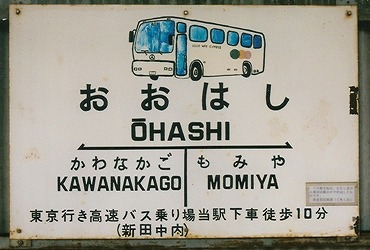 おおはし
ŌHASHI
かわなかご もみや
KAWANAKAGO MOMIYA
東京行き高速バス乗り場当駅下車徒歩10分
(新田中内)